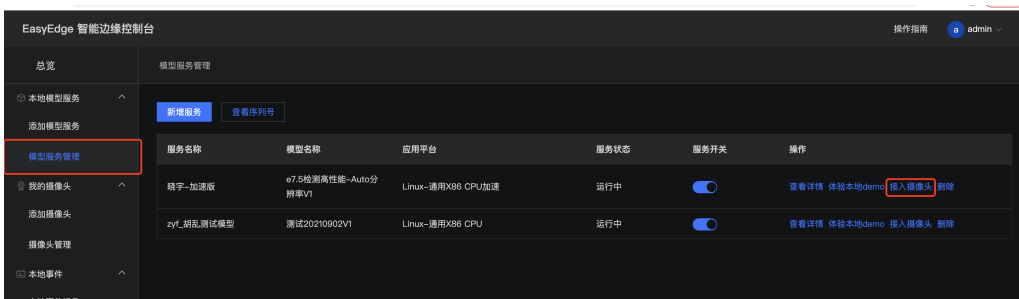 EasyEdge 智能边缘控制台
操作指南
a admin
总览
模型服务管理
本地模型服务
添加模型服务
模型服务管理
我的摄像头
添加摄像头
摄像头管理
本地事件
新增服务 查看序列号
服务名称 模型名称 应用平台 服务状态 服务开关 操作
晓宇-加速版 e7.5检测高性能-Auto分 Linux-通用X86 CPU加速 运行中 查看详情 体验本地demo 接入摄像头 删除
辨率V1
zyf_胡乱测试模型 测试20210902V1 Linux-通用X86 CPU 运行中 查看详情 体验本地demo 接入摄像头 删除